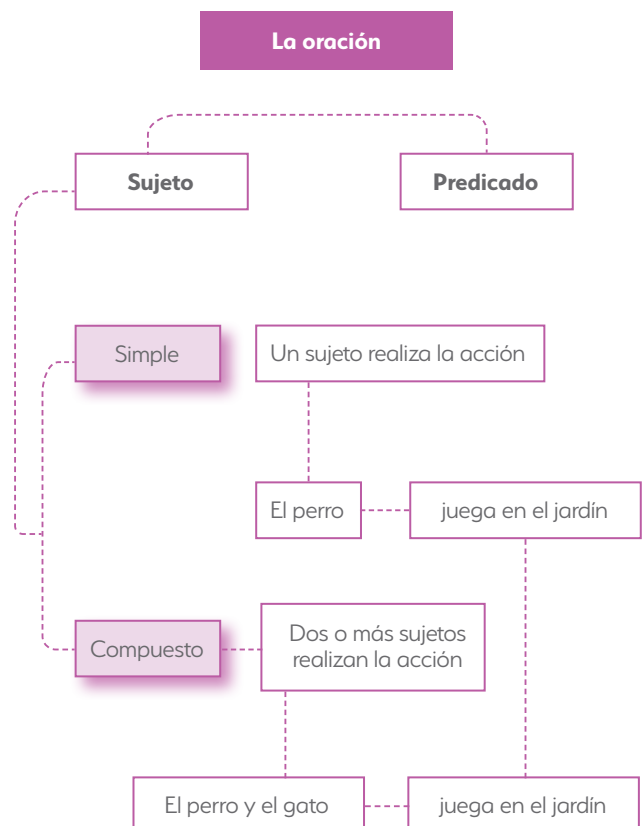 La oración
Sujeto
Predicado
Simple
Un sujeto realiza la acción
El perro
juega en el jardín
Compuesto
Dos o más sujetos
realizan la acción
El perro y el gato
juega en el jardín